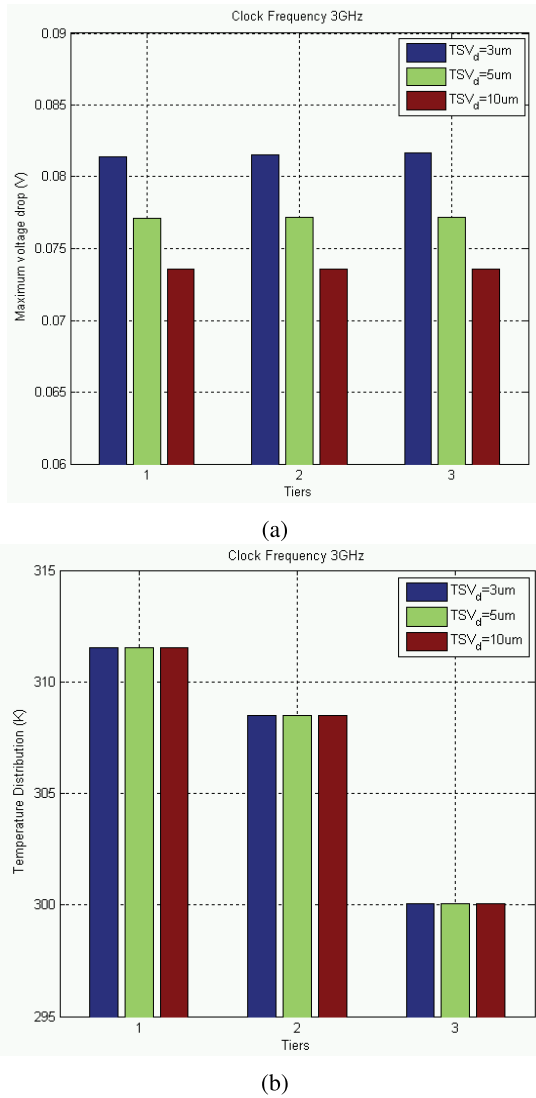 Clock Frequency 3GHz
0.09
0.085
0.08
0.075
0.07
0.065
0.06
Maximum voltage drop (V)
TSVd=3um
TSVd=5um
TSVd=10um
1 2 3
Tiers
(a)
Clock Frequency 3GHz
315
310
305
300
295
Temperature Distribution (K)
TSVd=3um
TSVd=5um
TSVd=10um
1 2 3
Tiers
(b)